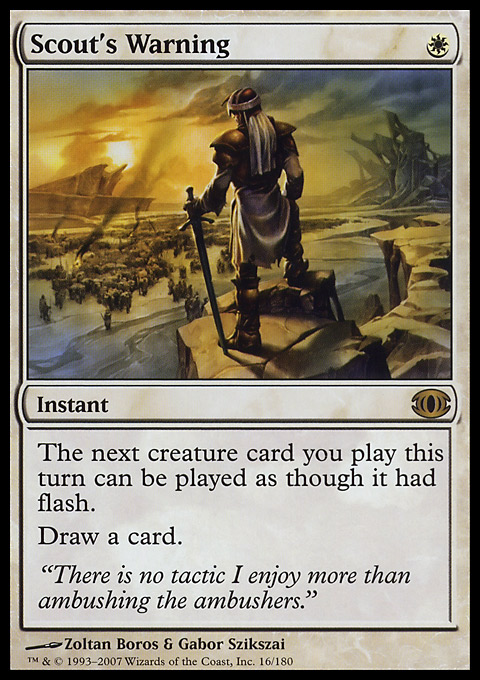 Scout's Warning
Instant
The next creature card you play this
turn can be played as though it had
flash.
Draw a card.
"There is no tactic I enjoy more than
ambushing the ambushers."
Zoltan Boros & Gabor Szikszai
™ & © 1993–2007 Wizards of the Coast, Inc. 16/180